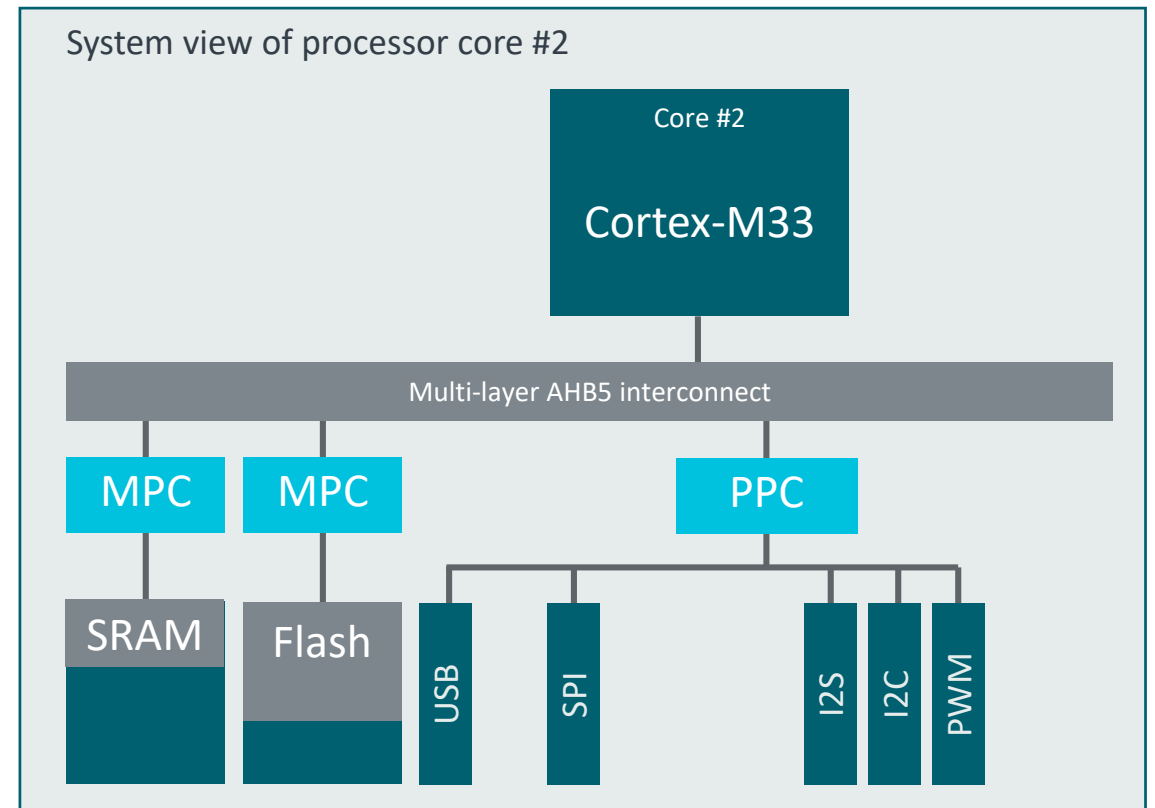 System view of processor core #2
Core #2
Cortex-M33
Multi-layer AHB5 interconnect
MPC
MPC
PPC
SRAM
Flash
USB
SPI
I2S
I2C
PWM